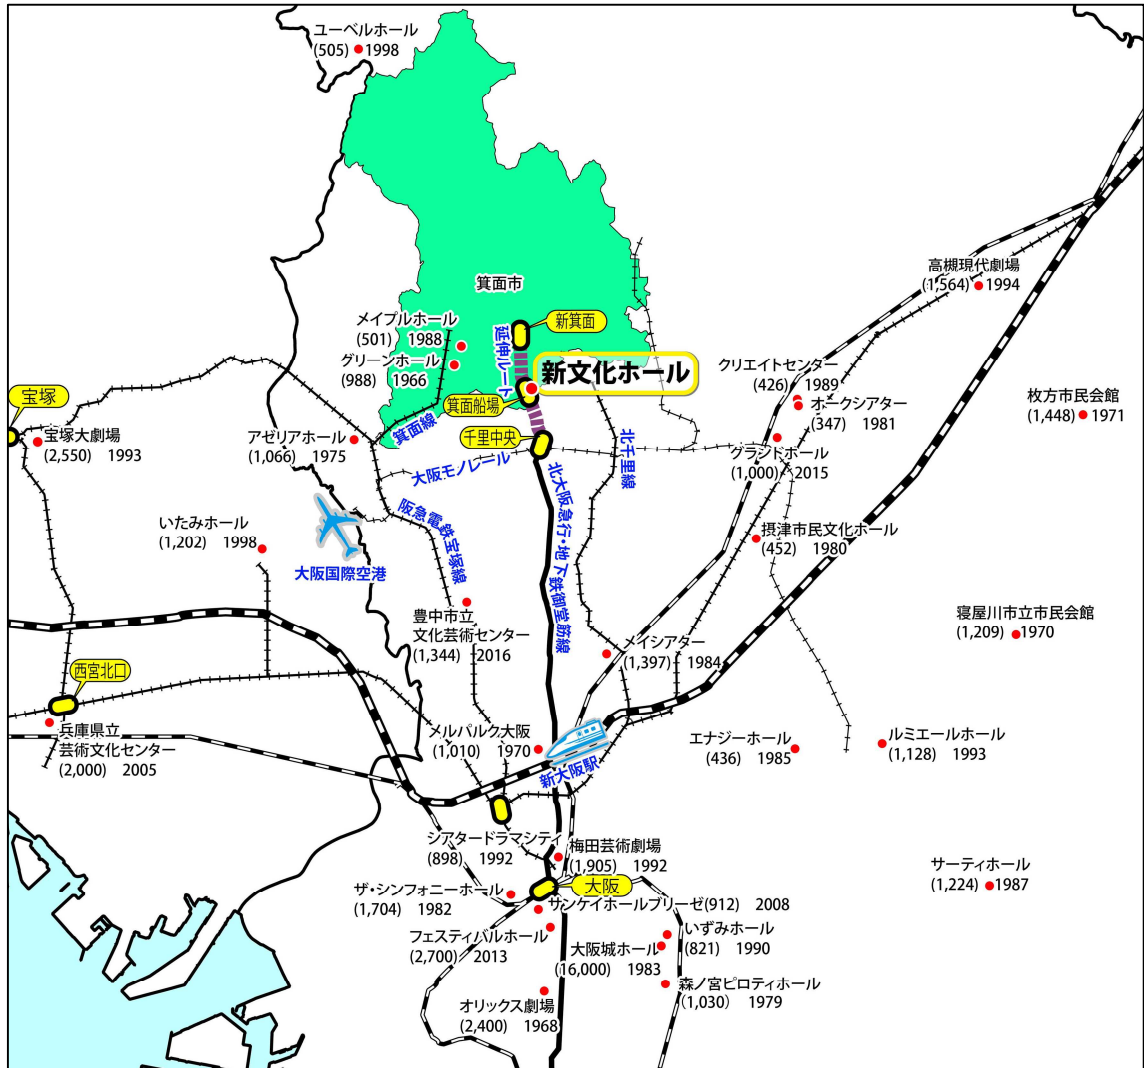 ユーベルホール
(505) 1998
箕面市
高槻現代劇場
(1,564) 1994
メイプルホール
(501) 1988
グリーンホール
(988) 1966
新箕面
延伸ルート
新文化ホール
箕面船場
千里中央
クリエイトセンター
(426) 1989
オークシアター
(347) 1981
枚方市民会館
(1,448) 1971
宝塚
宝塚大劇場
(2,550) 1993
アゼリアホール
(1,066) 1975
箕面線
大阪モノレール
北千里線
グランドホール
(1,000) 2015
北大阪急行・地下鉄御堂筋線
阪急電鉄宝塚線
いたみホール
(1,202) 1998
大阪国際空港
摂津市民文化ホール
(452) 1980
豊中市立
文化芸術センター
(1,344) 2016
メイシアター
(1,397) 1984
寝屋川市立市民会館
(1,209) 1970
西宮北口
兵庫県立
芸術文化センター
(2,000) 2005
メルパルク大阪
(1,010) 1970
新大阪駅
エナジーホール
(436) 1985
ルミエールホール
(1,128) 1993
シアタードラマシティ
(898) 1992
梅田芸術劇場
(1,905) 1992
サーティホール
(1,224) 1987
大阪
ザ・シンフォニーホール
(1,704) 1982
サンケイホールブリーゼ(912) 2008
フェスティバルホール
(2,700) 2013
いずみホール
(821) 1990
大阪城ホール
(16,000) 1983
森ノ宮ピロティホール
(1,030) 1979
オリックス劇場
(2,400) 1968